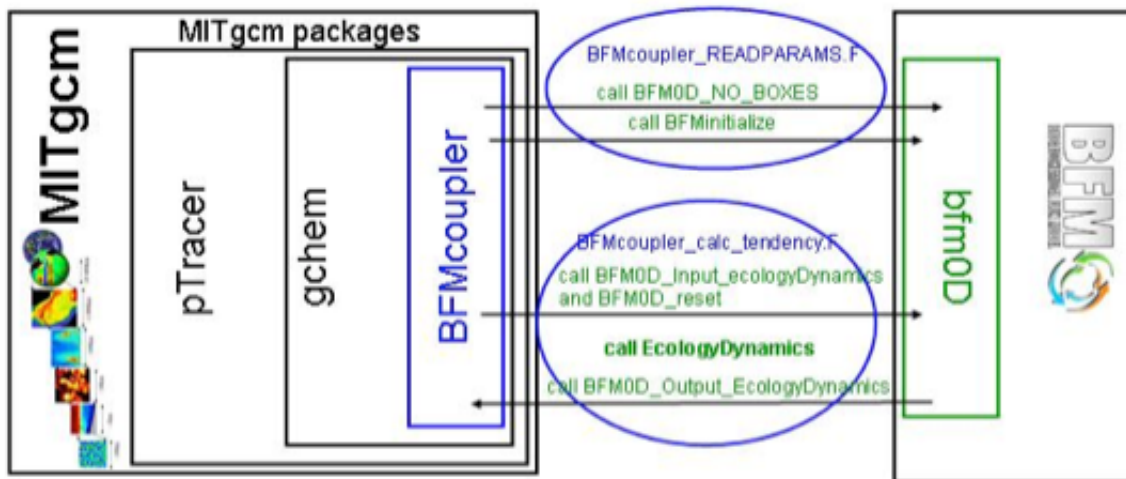 MITgcm packages
MITgcm
pTracer
gchem
BFMcoupler
BFMcoupler_READPARAMS.F
call BFM0D_NO_BOXES
call BFMinitialize
BFMcoupler_calc_tendency.F
call BFM0D_Input_ecologyDynamics
and BFM0D_reset
call EcologyDynamics
call BFM0D_Output_EcologyDynamics
bfm0D
BFM